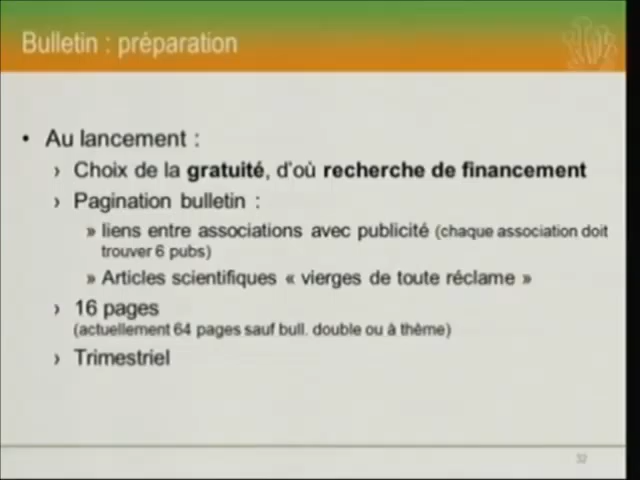 Bulletin : préparation
• Au lancement :
› Choix de la gratuité, d'où recherche de financement
› Pagination bulletin :
» liens entre associations avec publicité (chaque association doit
trouver 6 pubs)
» Articles scientifiques « vierges de toute réclame »
› 16 pages
(actuellement 64 pages sauf bull. double ou à thème)
› Trimestriel
32